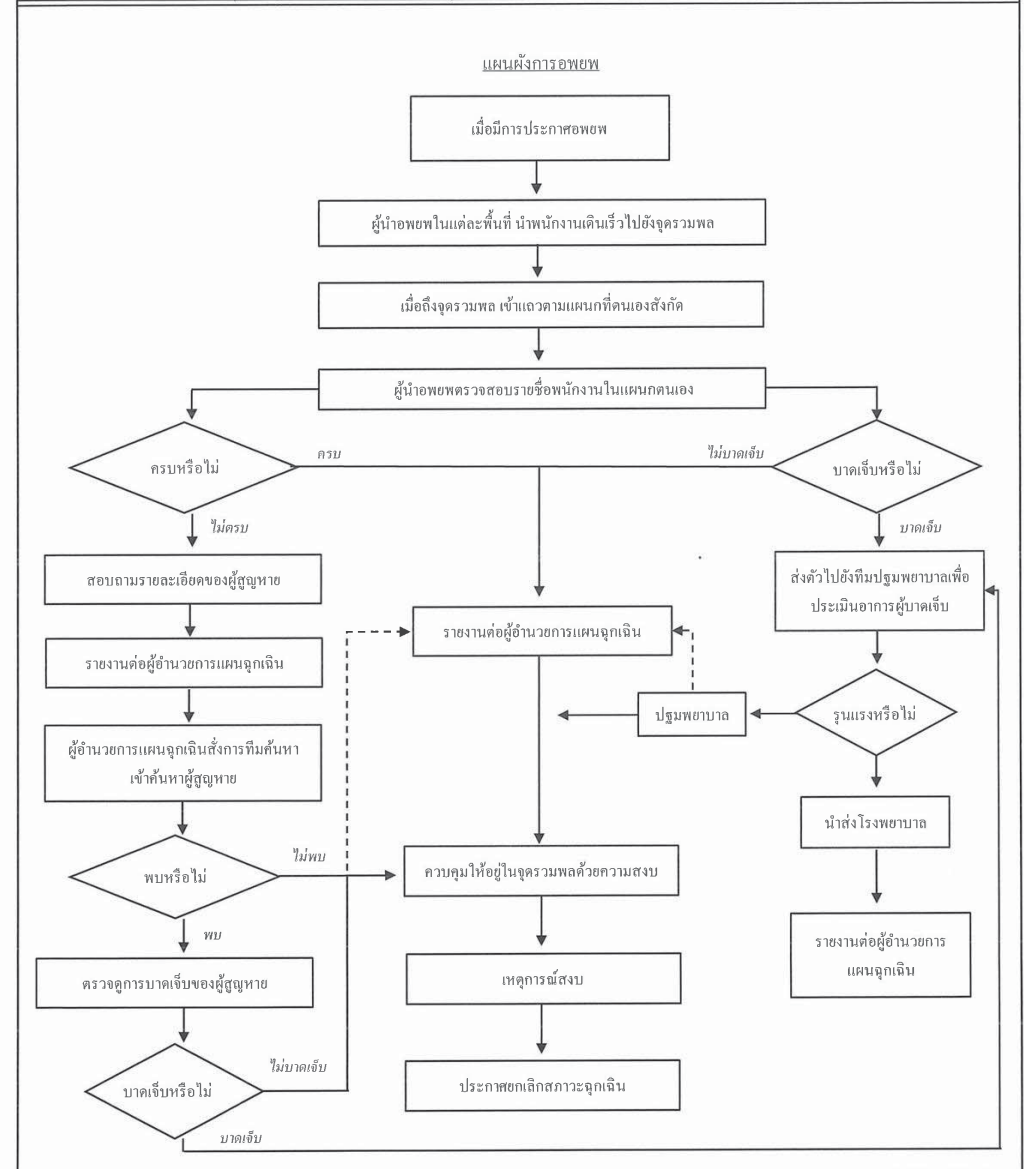 แผนผังการอพยพ
เมื่อมีการประกาศอพยพ
ผู้นำอพยพในแต่ละพื้นที่ นำพนักงานเดินเร็วไปยังจุดรวมพล
เมื่อถึงจุดรวมพล เข้าแถวตามแผนกที่ตนเองสังกัด
ผู้นำอพยพตรวจสอบรายชื่อพนักงานในแผนกตนเอง
ครบหรือไม่
ครบ
ไม่บาดเจ็บ
บาดเจ็บหรือไม่
ไม่ครบ
บาดเจ็บ
สอบถามรายละเอียดของผู้สูญหาย
ส่งตัวไปยังทีมปฐมพยาบาลเพื่อ
ประเมินอาการผู้บาดเจ็บ
รายงานต่อผู้อำนวยการแผนฉุกเฉิน
รายงานต่อผู้อำนวยการแผนฉุกเฉิน
ปฐมพยาบาล
รุนแรงหรือไม่
ผู้อำนวยการแผนฉุกเฉินสั่งการทีมค้นหา
เข้าค้นหาผู้สูญหาย
นำส่งโรงพยาบาล
พบหรือไม่
ไม่พบ
ควบคุมให้อยู่ในจุดรวมพลด้วยความสงบ
พบ
รายงานต่อผู้อำนวยการ
แผนฉุกเฉิน
ตรวจดูการบาดเจ็บของผู้สูญหาย
เหตุการณ์สงบ
บาดเจ็บหรือไม่
ไม่บาดเจ็บ
ประกาศยกเลิกสภาวะฉุกเฉิน
บาดเจ็บ